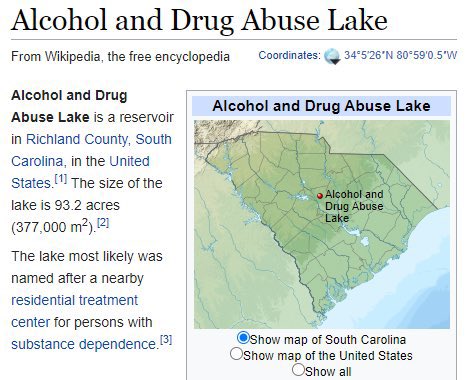 Alcohol and Drug Abuse Lake
From Wikipedia, the free encyclopedia
Coordinates: 34°5′26″N 80°59′0.5″W
Alcohol and Drug
Abuse Lake is a reservoir
in Richland County, South
Carolina, in the United
States.[1] The size of the
lake is 93.2 acres
(377,000 m2).[2]
The lake most likely was
named after a nearby
residential treatment
center for persons with
substance dependence.[3]
Alcohol and Drug Abuse Lake
Alcohol and
Drug Abuse
Lake
Show map of South Carolina
Show map of the United States
Show all